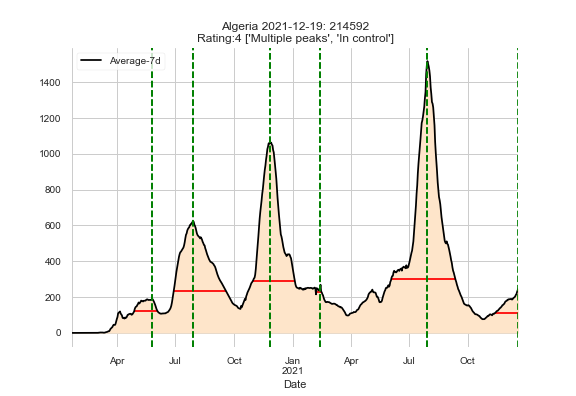 Algeria 2021-12-19: 214592
Rating:4 ['Multiple peaks', 'In control']
Average-7d
1400
1200
1000
800
600
400
200
0
Apr Jul Oct Jan Apr Jul Oct
2021
Date